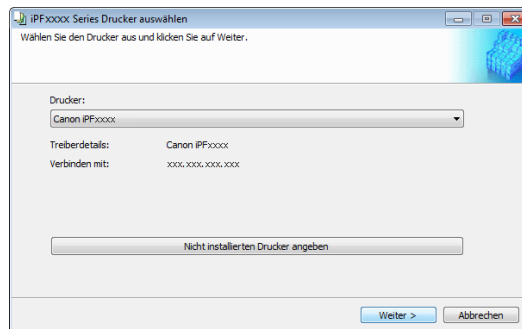 iPFxxxx Series Drucker auswählen
Wählen Sie den Drucker aus und klicken Sie auf Weiter.
Drucker:
Canon iPFxxxx
Treiberdetails: Canon iPFxxxx
Verbinden mit: xxx.xxx.xxx.xxx
Nicht installierten Drucker angeben
Weiter > Abbrechen